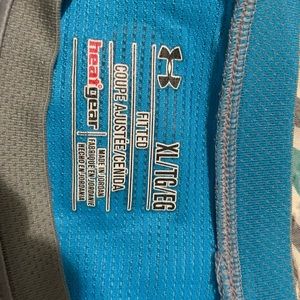 XL/TG/EG
FITTED
COUPE AJUSTÉE/CEÑIDA
heatgear
MADE IN JORDAN
FABRIQUÉ EN JORDANIE
HECHO EN JORDANIA